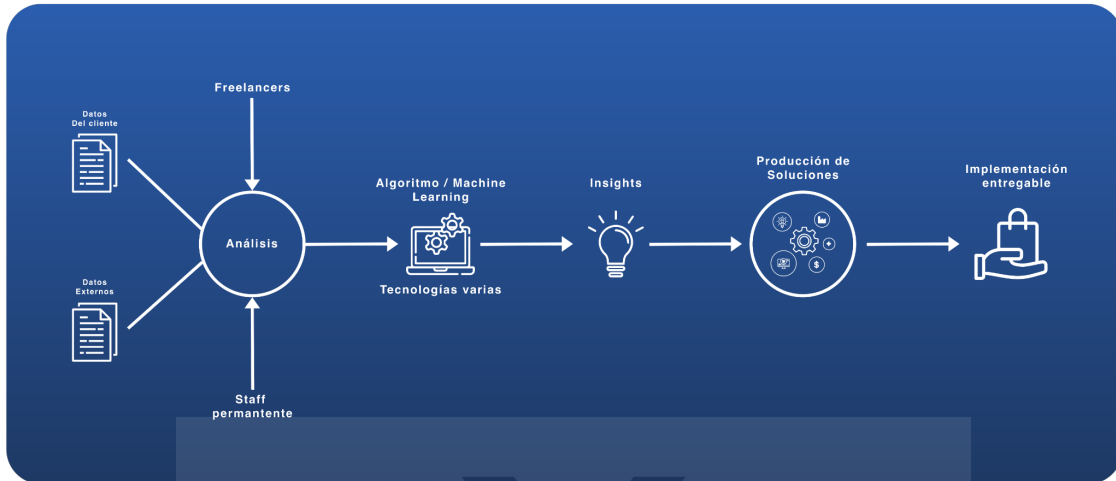 Freelancers
Datos
Del cliente
Análisis
Datos
Externos
Staff
permantente
Algoritmo / Machine
Learning
Tecnologías varias
Insights
Producción de
Soluciones
$
Implementación
entregable